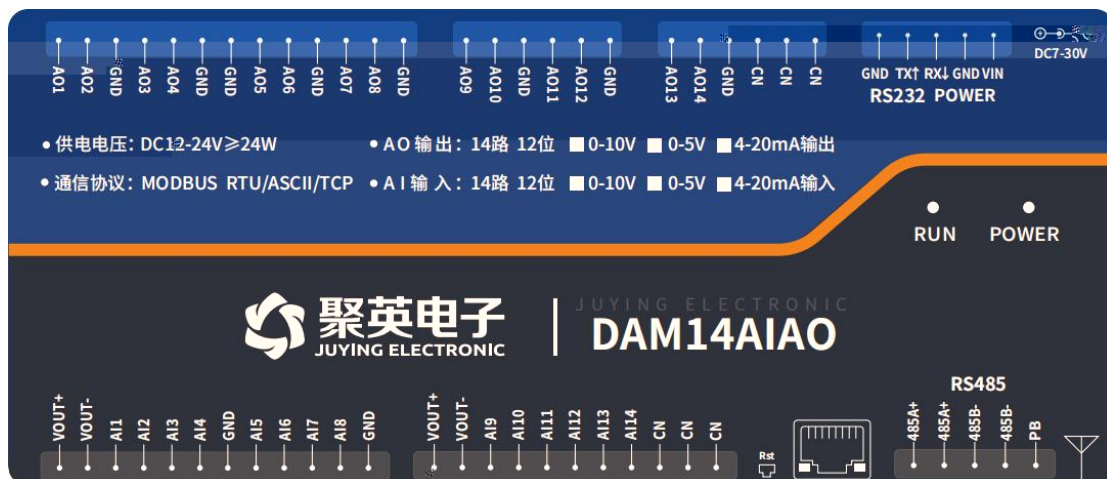 AO1 AO2 GND AO3 AO4 GND GND AO5 AO6 GND AO7 AO8 GND
AO9 AO10 GND AO11 AO12 GND
AO13 AO14 GND CN CN CN
GND TX↑ RX↓ GND VIN
RS232 POWER
DC7-30V
供电电压：DC12-24V≥24W
AO输出：14路 12位 0-10V 0-5V 4-20mA输出
通信协议：MODBUS RTU/ASCII/TCP
AI输入：14路 12位 0-10V 0-5V 4-20mA输入
RUN POWER
聚英电子
JUYING ELECTRONIC
JUYING ELECTRONIC
DAM14AIAO
RS485
VOUT+ VOUT- AI1 AI2 AI3 AI4 GND AI5 AI6 AI7 AI8 GND
VOUT+ VOUT- AI9 AI10 AI11 AI12 AI13 AI14 CN CN CN
Rst
485A+ 485A+ 485B- 485B- PB